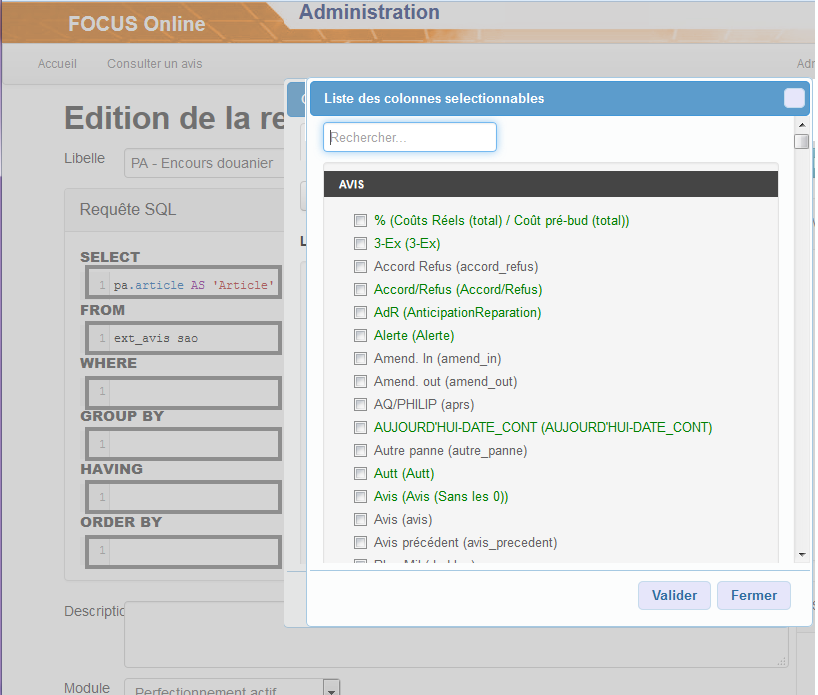 FOCUS Online
Administration
Accueil
Consulter un avis
Edition de la re
Libelle
PA - Encours douanier
Requête SQL
SELECT
1 pa.article AS 'Article'
FROM
1 ext_avis sao
WHERE
1
GROUP BY
1
HAVING
1
ORDER BY
1
Module
Perfectionnement actif
Liste des colonnes selectionnables
Rechercher...
AVIS
% (Coûts Réels (total) / Coût pré-bud (total))
3-Ex (3-Ex)
Accord Refus (accord_refus)
Accord/Refus (Accord/Refus)
AdR (AnticipationReparation)
Alerte (Alerte)
Amend. In (amend_in)
Amend. out (amend_out)
AQ/PHILIP (aprs)
AUJOURD'HUI-DATE_CONT (AUJOURD'HUI-DATE_CONT)
Autre panne (autre_panne)
Autt (Autt)
Avis (Avis (Sans les 0))
Avis (avis)
Avis précédent (avis_precedent)
Valider
Fermer